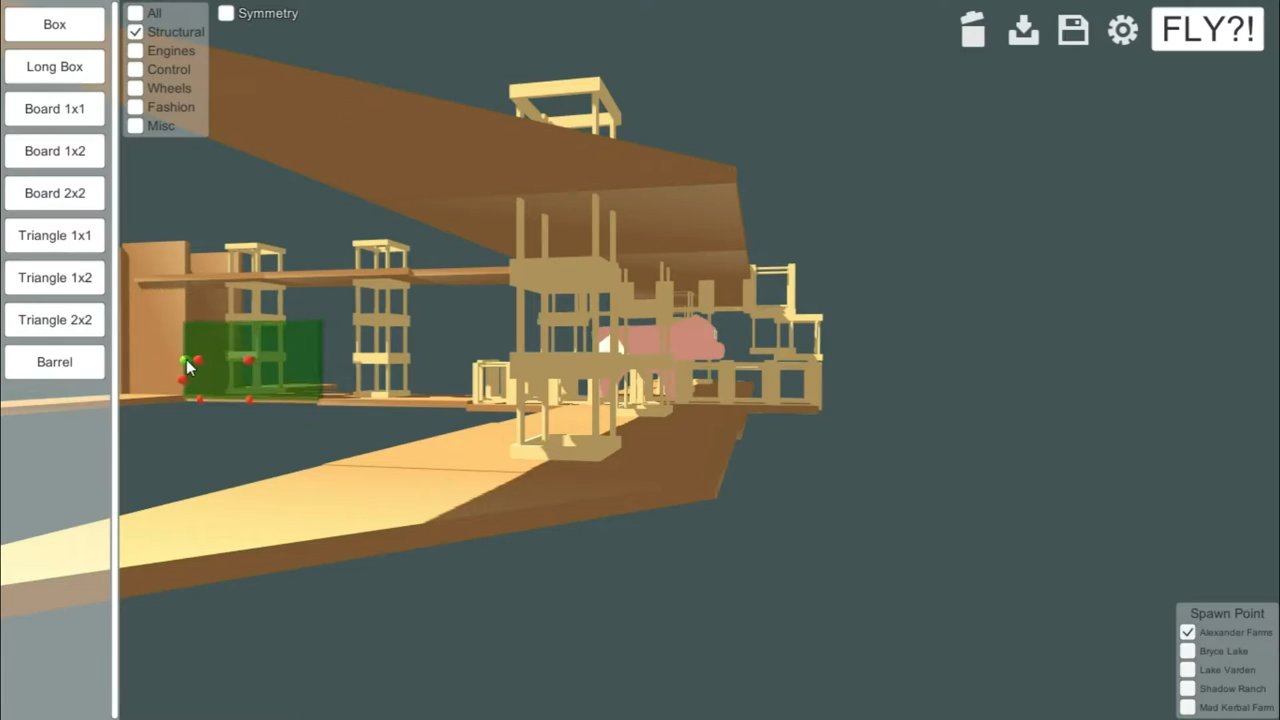 Box
Long Box
Board 1x1
Board 1x2
Board 2x2
Triangle 1x1
Triangle 1x2
Triangle 2x2
Barrel
All
Structural
Engines
Control
Wheels
Fashion
Misc
Symmetry
FLY?!
Spawn Point
Alexander Farms
Bryce Lake
Lake Varden
Shadow Ranch
Mad Kerbal Farm